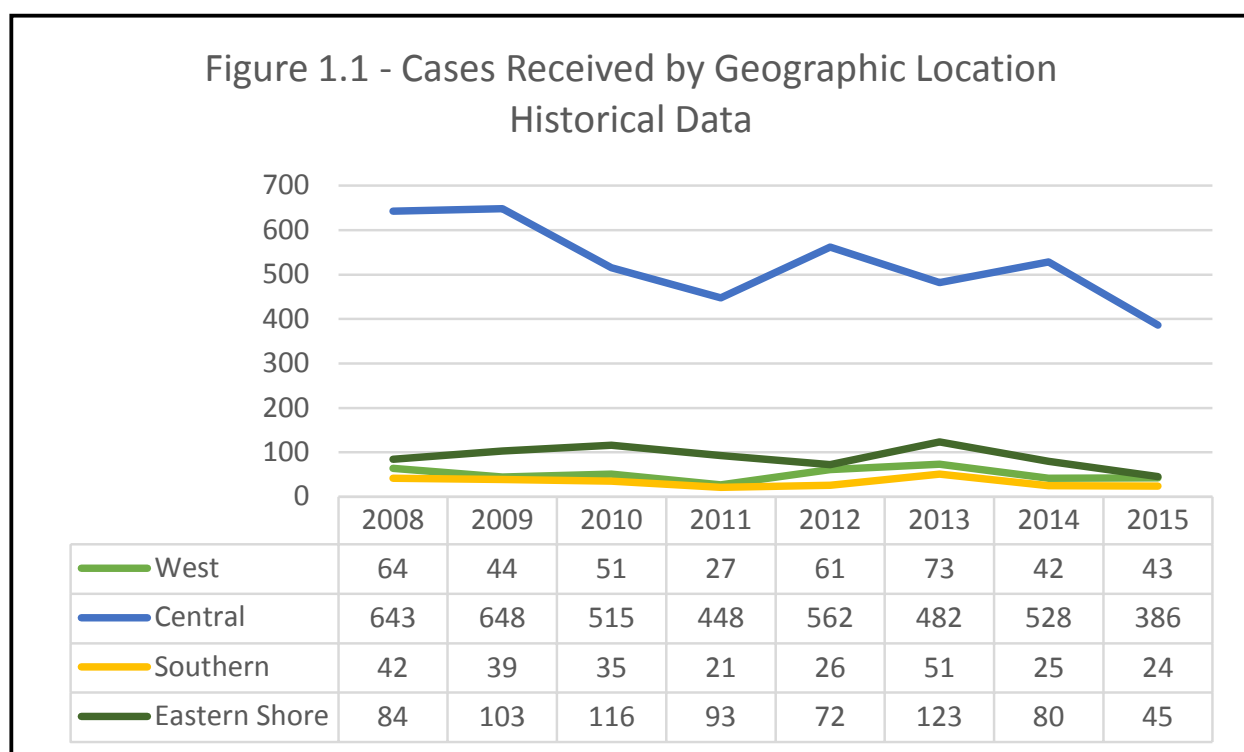 Figure 1.1 - Cases Received by Geographic Location
Historical Data
700
600
500
400
300
200
100
0
2008 2009 2010 2011 2012 2013 2014 2015
West 64 44 51 27 61 73 42 43
Central 643 648 515 448 562 482 528 386
Southern 42 39 35 21 26 51 25 24
Eastern Shore 84 103 116 93 72 123 80 45